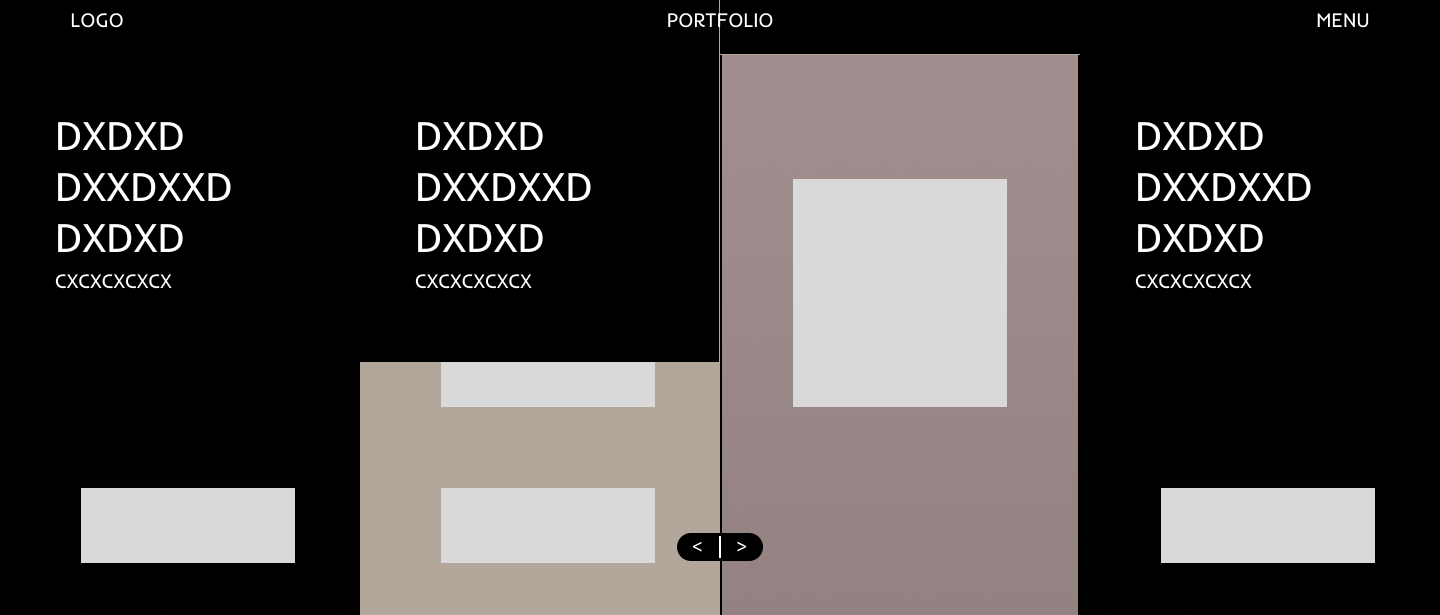 LOGO
PORTFOLIO
MENU
DXDXD
DXXDXXD
DXDXD
CXCXCXCXCX
DXDXD
DXXDXXD
DXDXD
CXCXCXCXCX
DXDXD
DXXDXXD
DXDXD
CXCXCXCXCX
< >